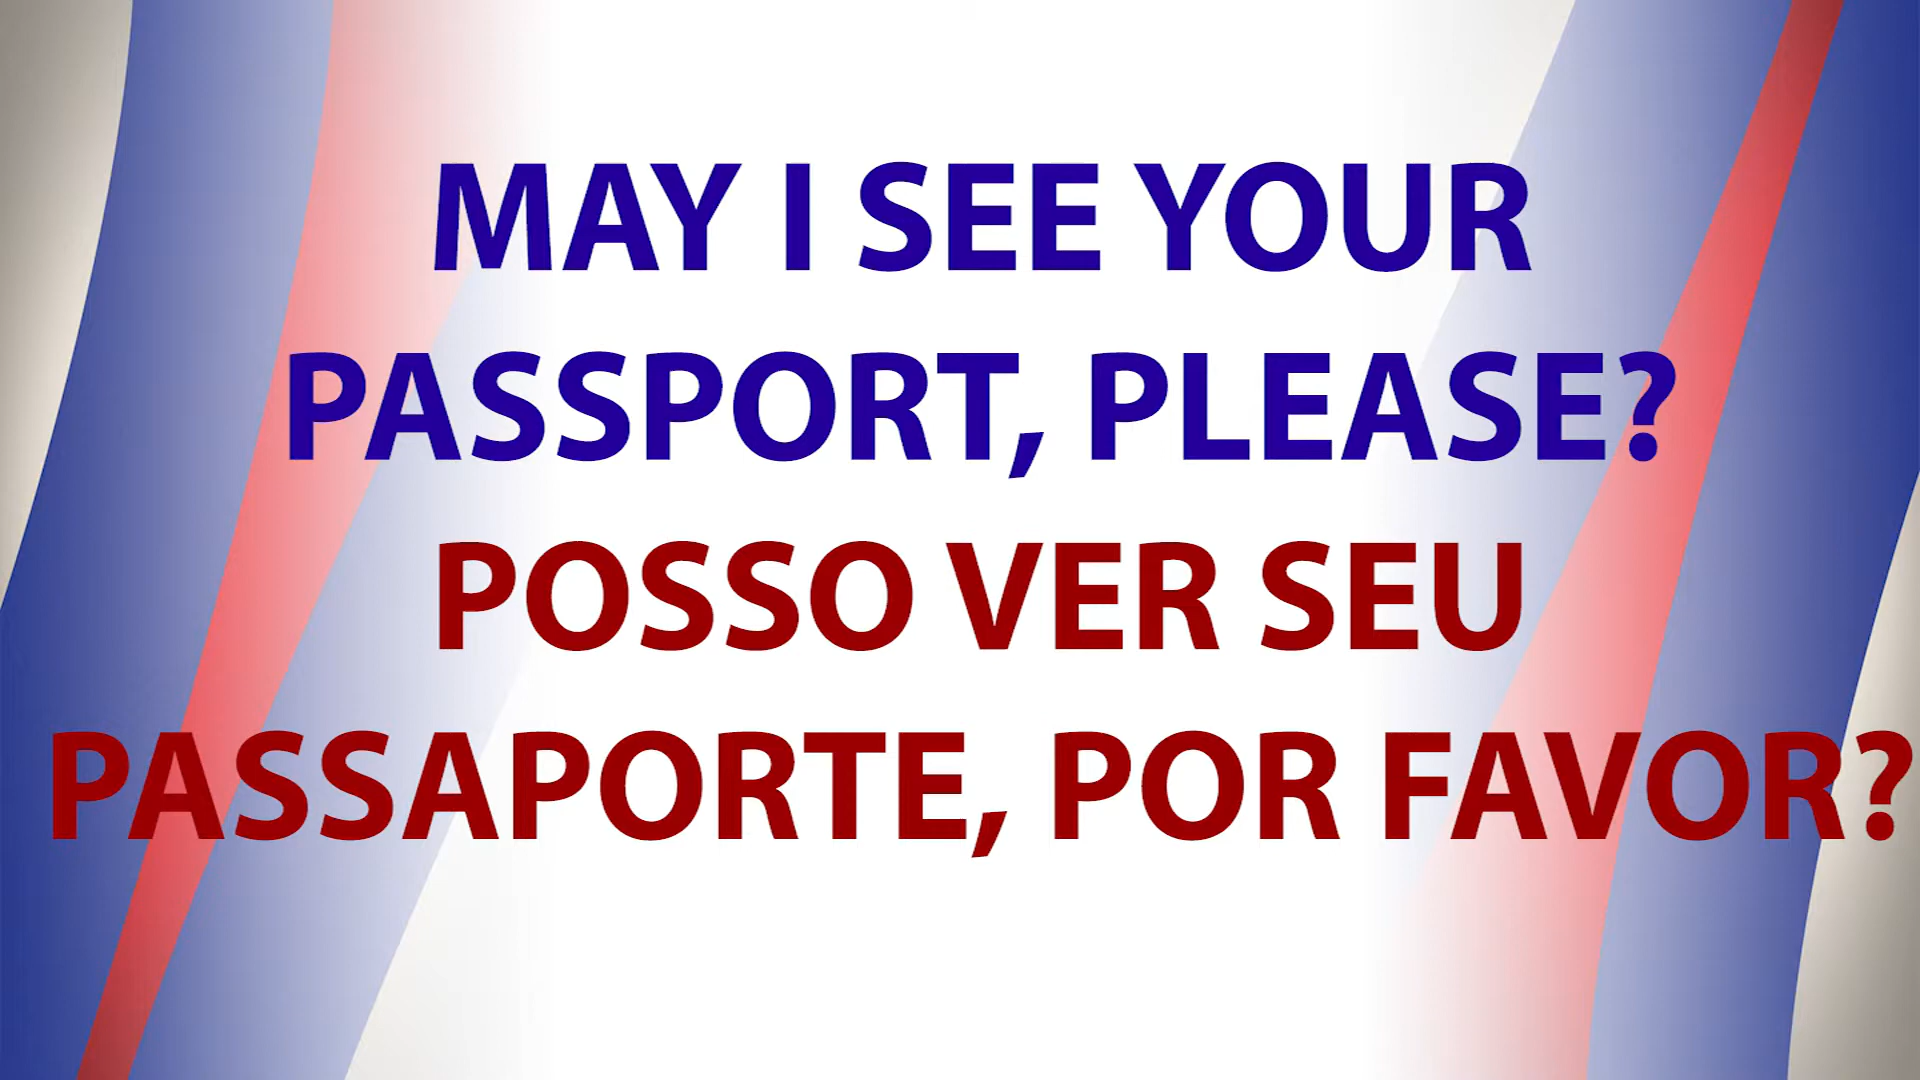 MAY I SEE YOUR
PASSPORT, PLEASE?
POSSO VER SEU
PASSAPORTE, POR FAVOR?